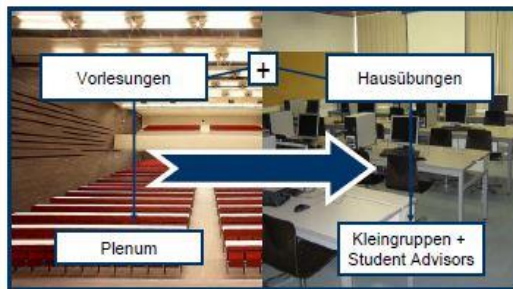 Vorlesungen
+
Hausübungen
Plenum
Kleingruppen +
Student Advisors